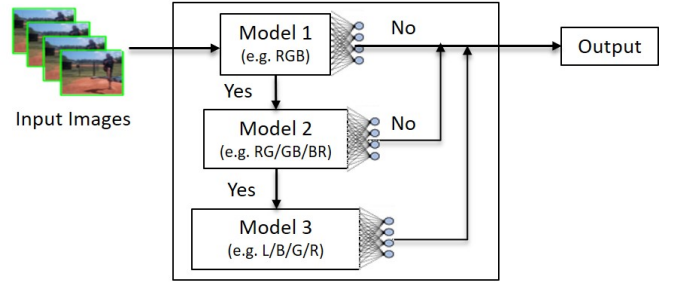 Model 1
(e.g. RGB)
No
Output
Input Images
Yes
Model 2
(e.g. RG/GB/BR)
No
Yes
Model 3
(e.g. L/B/G/R)